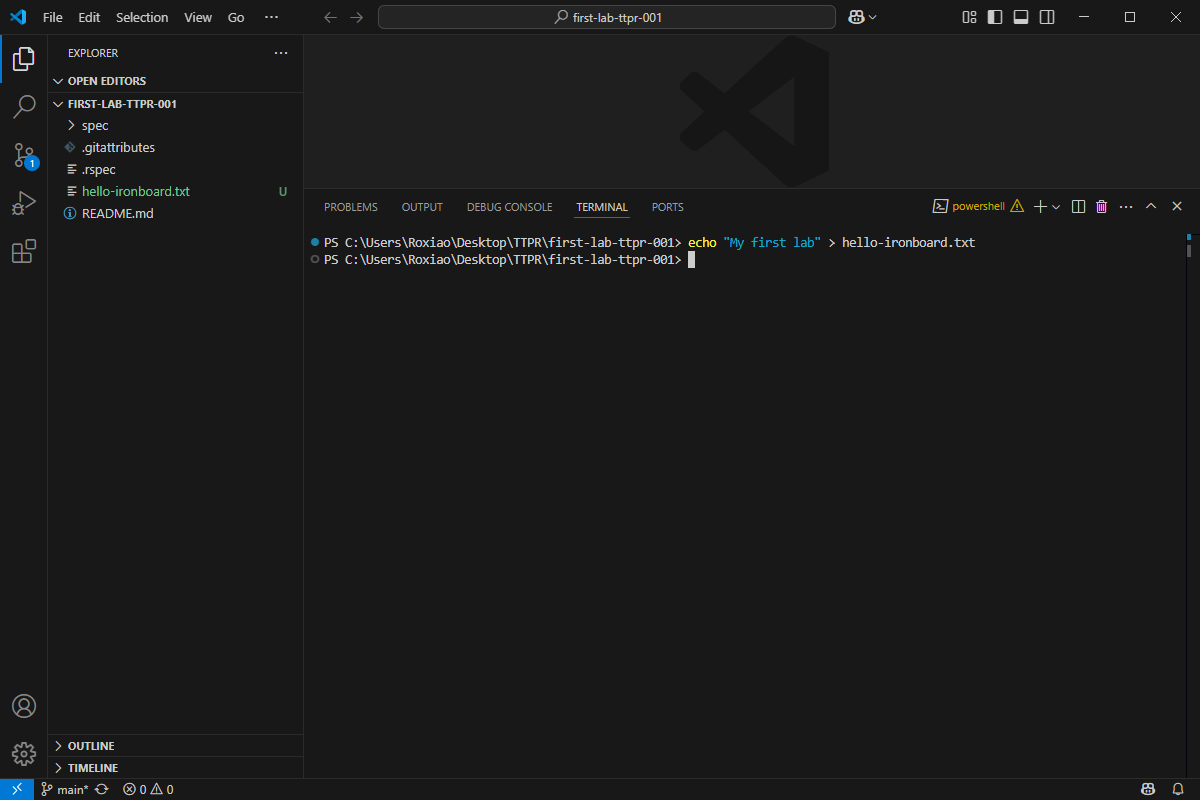 File Edit Selection View Go ··· first-lab-ttpr-001
EXPLORER ···
OPEN EDITORS
FIRST-LAB-TTPR-001
spec
.gitattributes
.rspec
hello-ironboard.txt U
README.md
1
OUTLINE
TIMELINE
PROBLEMS OUTPUT DEBUG CONSOLE TERMINAL PORTS powershell ···
PS C:\Users\Roxiao\Desktop\TTPR\first-lab-ttpr-001> echo "My first lab" > hello-ironboard.txt
PS C:\Users\Roxiao\Desktop\TTPR\first-lab-ttpr-001>
main* 0 0